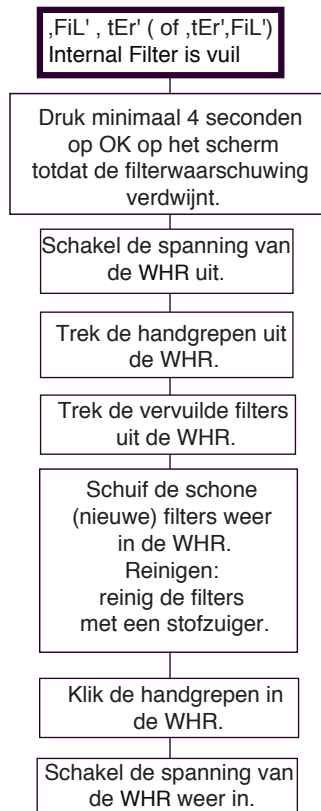 ,FiL' , tEr' ( of ,tEr',FiL')
Internal Filter is vuil
Druk minimaal 4 seconden
op OK op het scherm
totdat de filterwaarschuwing
verdwijnt.
Schakel de spanning van
de WHR uit.
Trek de handgrepen uit
de WHR.
Trek de vervuilde filters
uit de WHR.
Schuif de schone
(nieuwe) filters weer
in de WHR.
Reinigen:
reinig de filters
met een stofzuiger.
Klik de handgrepen in
de WHR.
Schakel de spanning van
de WHR weer in.